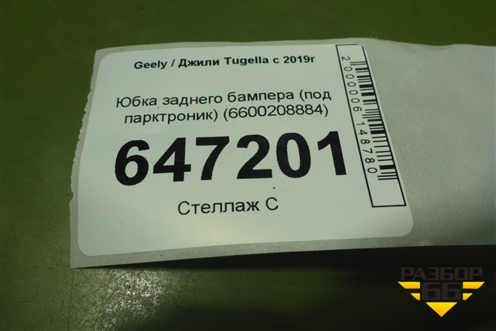 Geely / Джили Tugella с 2019г
Юбка заднего бампера (под
парктроник) (6600208884)
647201
Стеллаж С
2000006148780
РАЗБОР
66